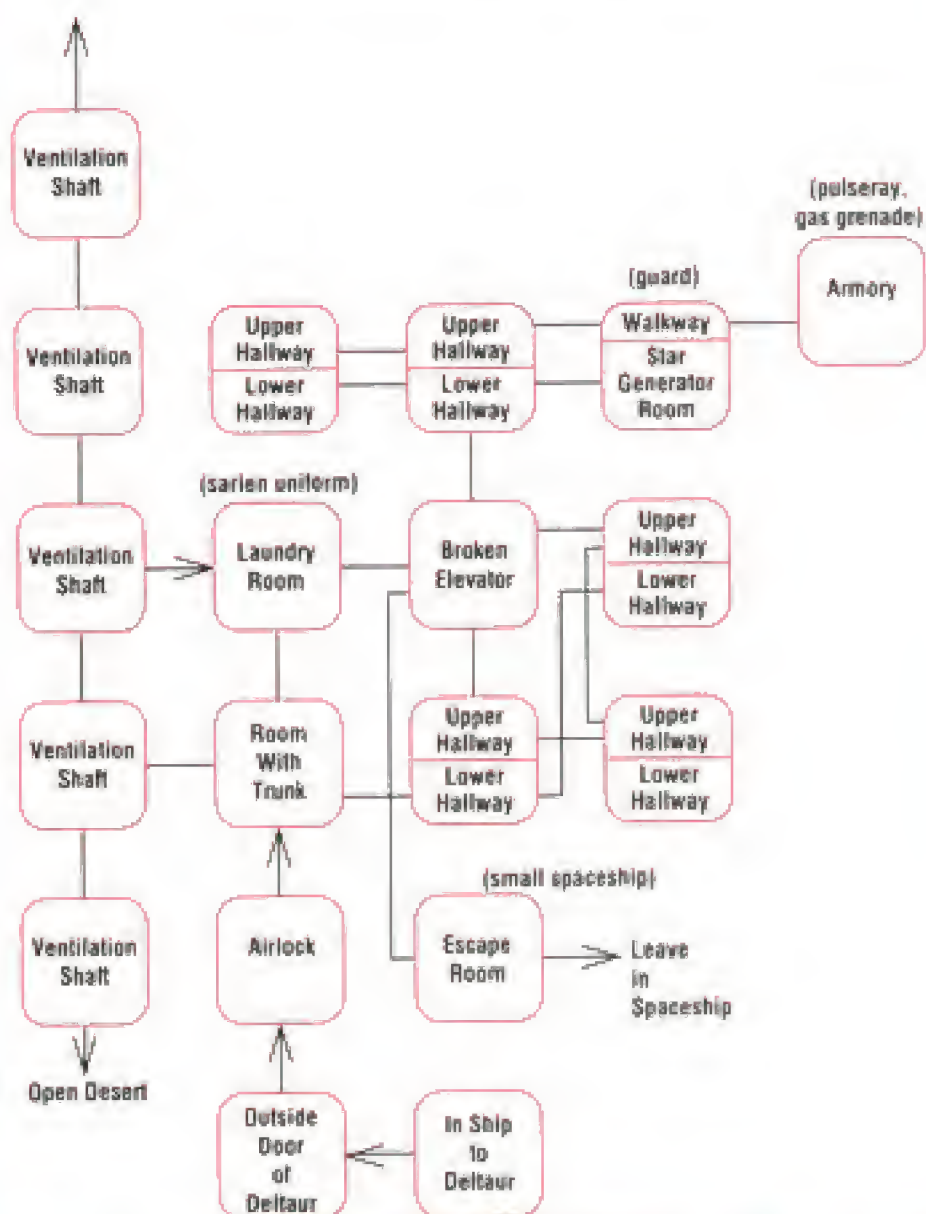 Ventilation
Shaft
(pulseray,
gas grenade)
Armory
(guard)
Ventilation
Shaft
Upper
Hallway
Lower
Hallway
Upper
Hallway
Lower
Hallway
Walkway
Star
Generator
Room
(sarien uniform)
Ventilation
Shaft
Laundry
Room
Broken
Elevator
Upper
Hallway
Lower
Hallway
Ventilation
Shaft
Room
With
Trunk
Upper
Hallway
Lower
Hallway
Upper
Hallway
Lower
Hallway
(small spaceship)
Ventilation
Shaft
Airlock
Escape
Room
Leave
in
Spaceship
Open Desert
Outside
Door
of
Deltaur
In Ship
to
Deltaur